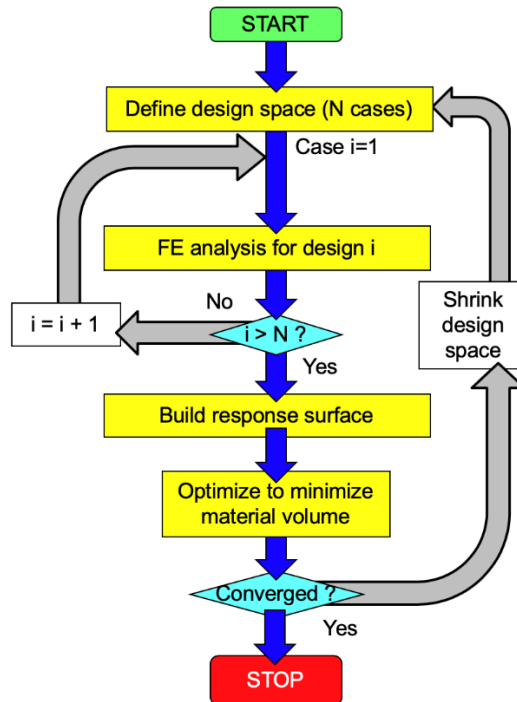 START
Define design space (N cases)
Case i=1
FE analysis for design i
No
i = i + 1
i > N ?
Shrink
design
space
Yes
Build response surface
Optimize to minimize
material volume
Converged ?
Yes
STOP